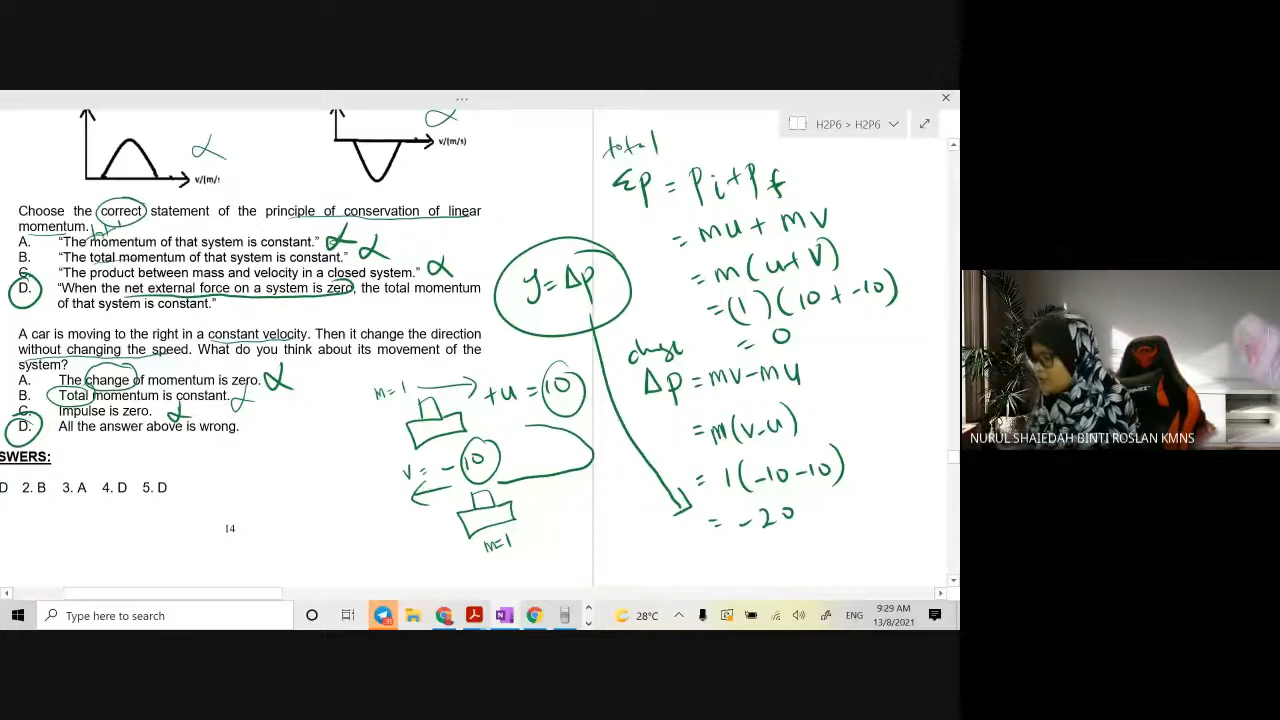 H2P6 > H2P6
v/(m/s
v/(m/s)
Choose the correct statement of the principle of conservation of linear
momentum.
total
A. “The momentum of that system is constant.”
B. “The total momentum of that system is constant.”
C. “The product between mass and velocity in a closed system.”
D. “When the net external force on a system is zero, the total momentum
of that system is constant.”
A car is moving to the right in a constant velocity. Then it change the direction
without changing the speed. What do you think about its movement of the
system?
A. The change of momentum is zero.
B. Total momentum is constant.
C. Impulse is zero.
D. All the answer above is wrong.
SWERS:
D 2. B 3. A 4. D 5. D
14
m=1
+u = 10
v = -10
m=1
J = Δp
total
Σp = Pi + Pf
= mu + mv
= m(u+v)
= (1)(10 + -10)
= 0
change
Δp = mv - mu
= m(v-u)
= 1(-10-10)
= -20
NURUL SHAIEDAH BINTI ROSLAN KMNS
Type here to search
28°C
ENG
9:29 AM
13/8/2021